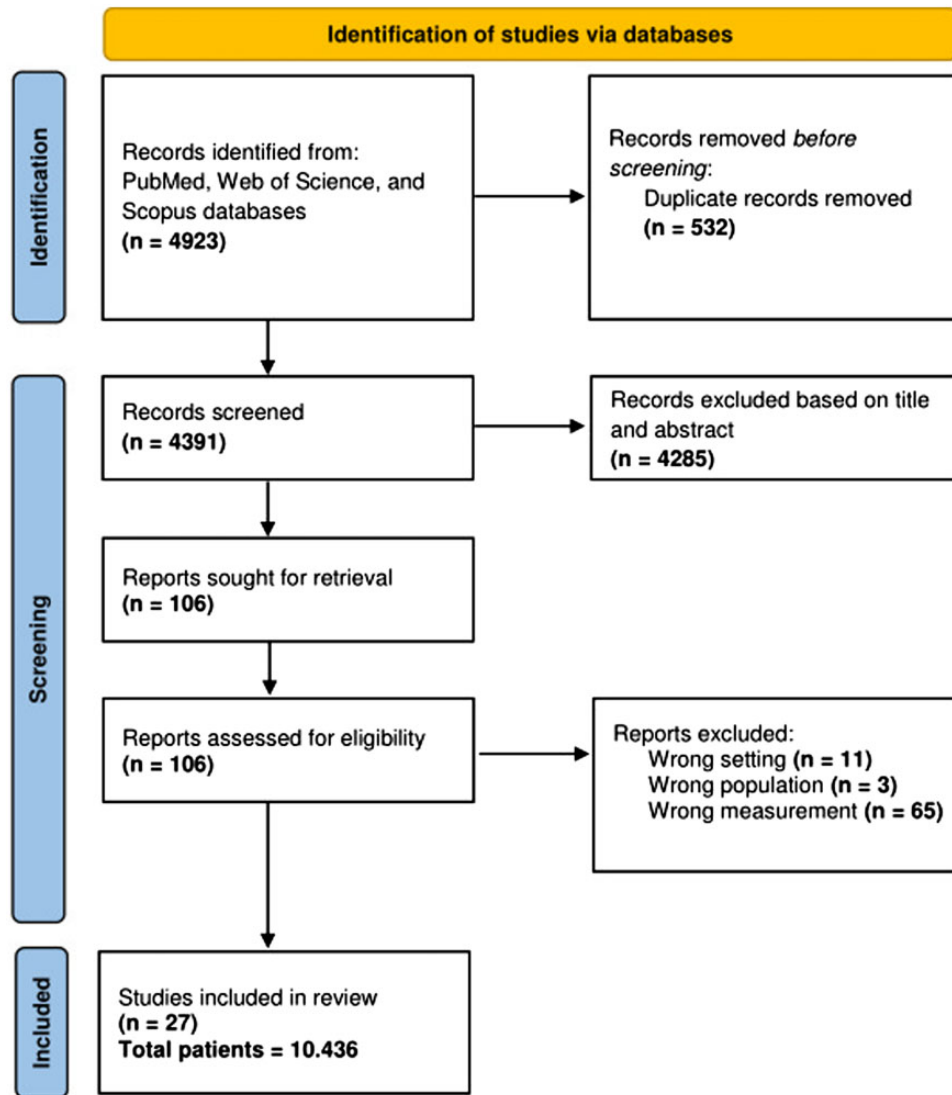 Identification of studies via databases
Identification
Records identified from:
PubMed, Web of Science, and
Scopus databases
(n = 4923)
Records removed before
screening:
Duplicate records removed
(n = 532)
Screening
Records screened
(n = 4391)
Records excluded based on title
and abstract
(n = 4285)
Reports sought for retrieval
(n = 106)
Reports assessed for eligibility
(n = 106)
Reports excluded:
Wrong setting (n = 11)
Wrong population (n = 3)
Wrong measurement (n = 65)
Included
Studies included in review
(n = 27)
Total patients = 10.436